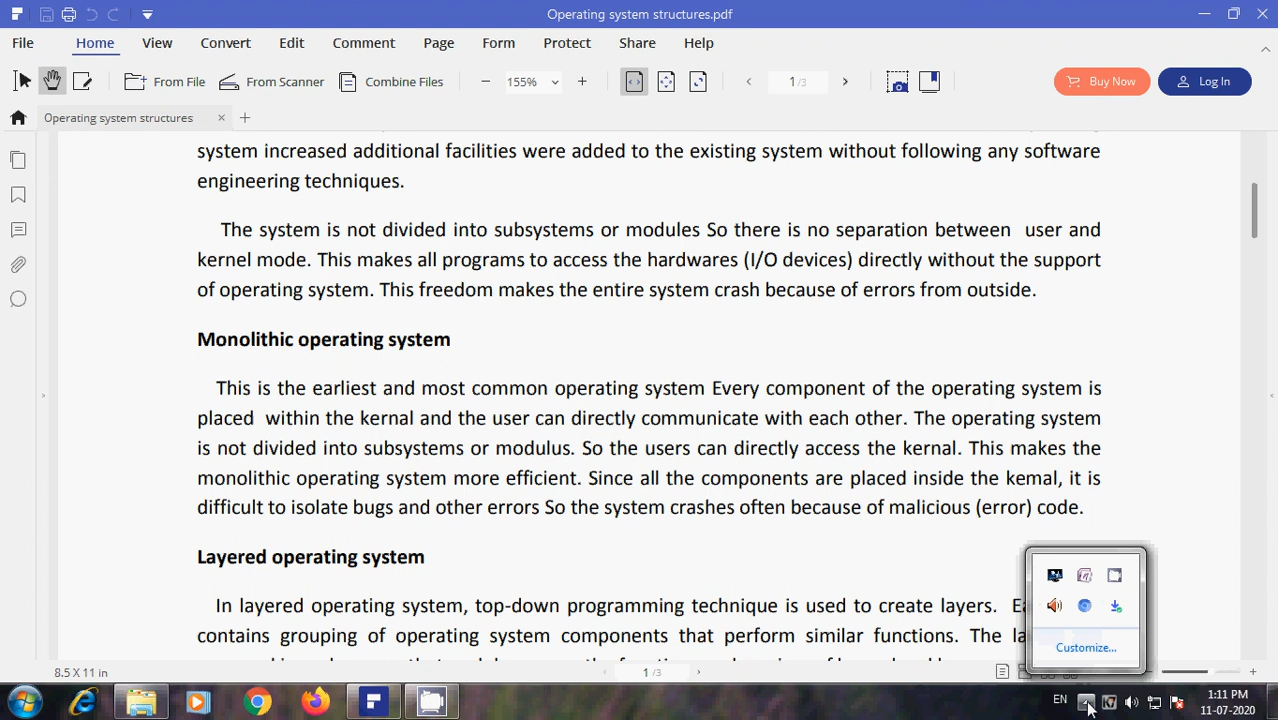 Operating system structures.pdf
File Home View Convert Edit Comment Page Form Protect Share Help
From File From Scanner Combine Files 155% 1/3 Buy Now Log In
Operating system structures
system increased additional facilities were added to the existing system without following any software
engineering techniques.
The system is not divided into subsystems or modules So there is no separation between user and
kernel mode. This makes all programs to access the hardwares (I/O devices) directly without the support
of operating system. This freedom makes the entire system crash because of errors from outside.
Monolithic operating system
This is the earliest and most common operating system Every component of the operating system is
placed within the kernal and the user can directly communicate with each other. The operating system
is not divided into subsystems or modulus. So the users can directly access the kernal. This makes the
monolithic operating system more efficient. Since all the components are placed inside the kemal, it is
difficult to isolate bugs and other errors So the system crashes often because of malicious (error) code.
Layered operating system
In layered operating system, top-down programming technique is used to create layers.
contains grouping of operating system components that perform similar functions. The
Customize...
8.5 X 11 in 1/3
EN 1:11 PM
11-07-2020